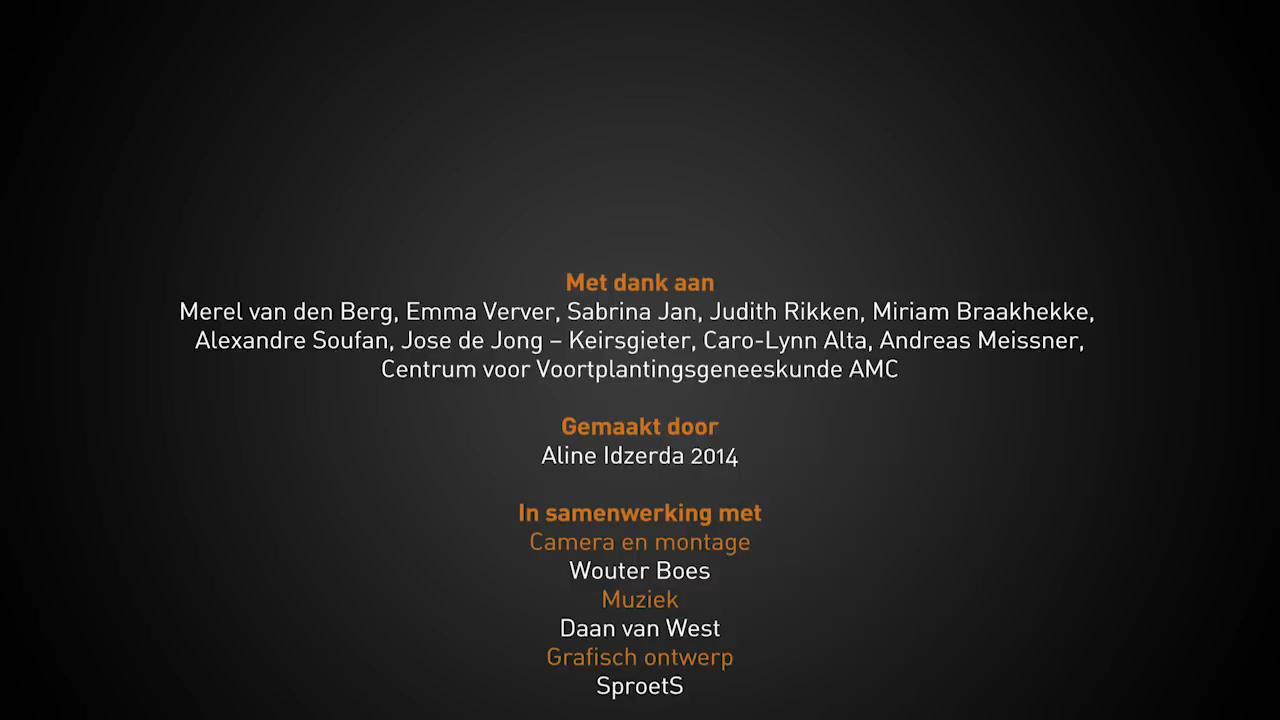 Met dank aan
Merel van den Berg, Emma Verver, Sabrina Jan, Judith Rikken, Miriam Braakhekke,
Alexandre Soufan, Jose de Jong – Keirsgieter, Caro-Lynn Alta, Andreas Meissner,
Centrum voor Voortplantingsgeneeskunde AMC
Gemaakt door
Aline Idzerda 2014
In samenwerking met
Camera en montage
Wouter Boes
Muziek
Daan van West
Grafisch ontwerp
SproetS